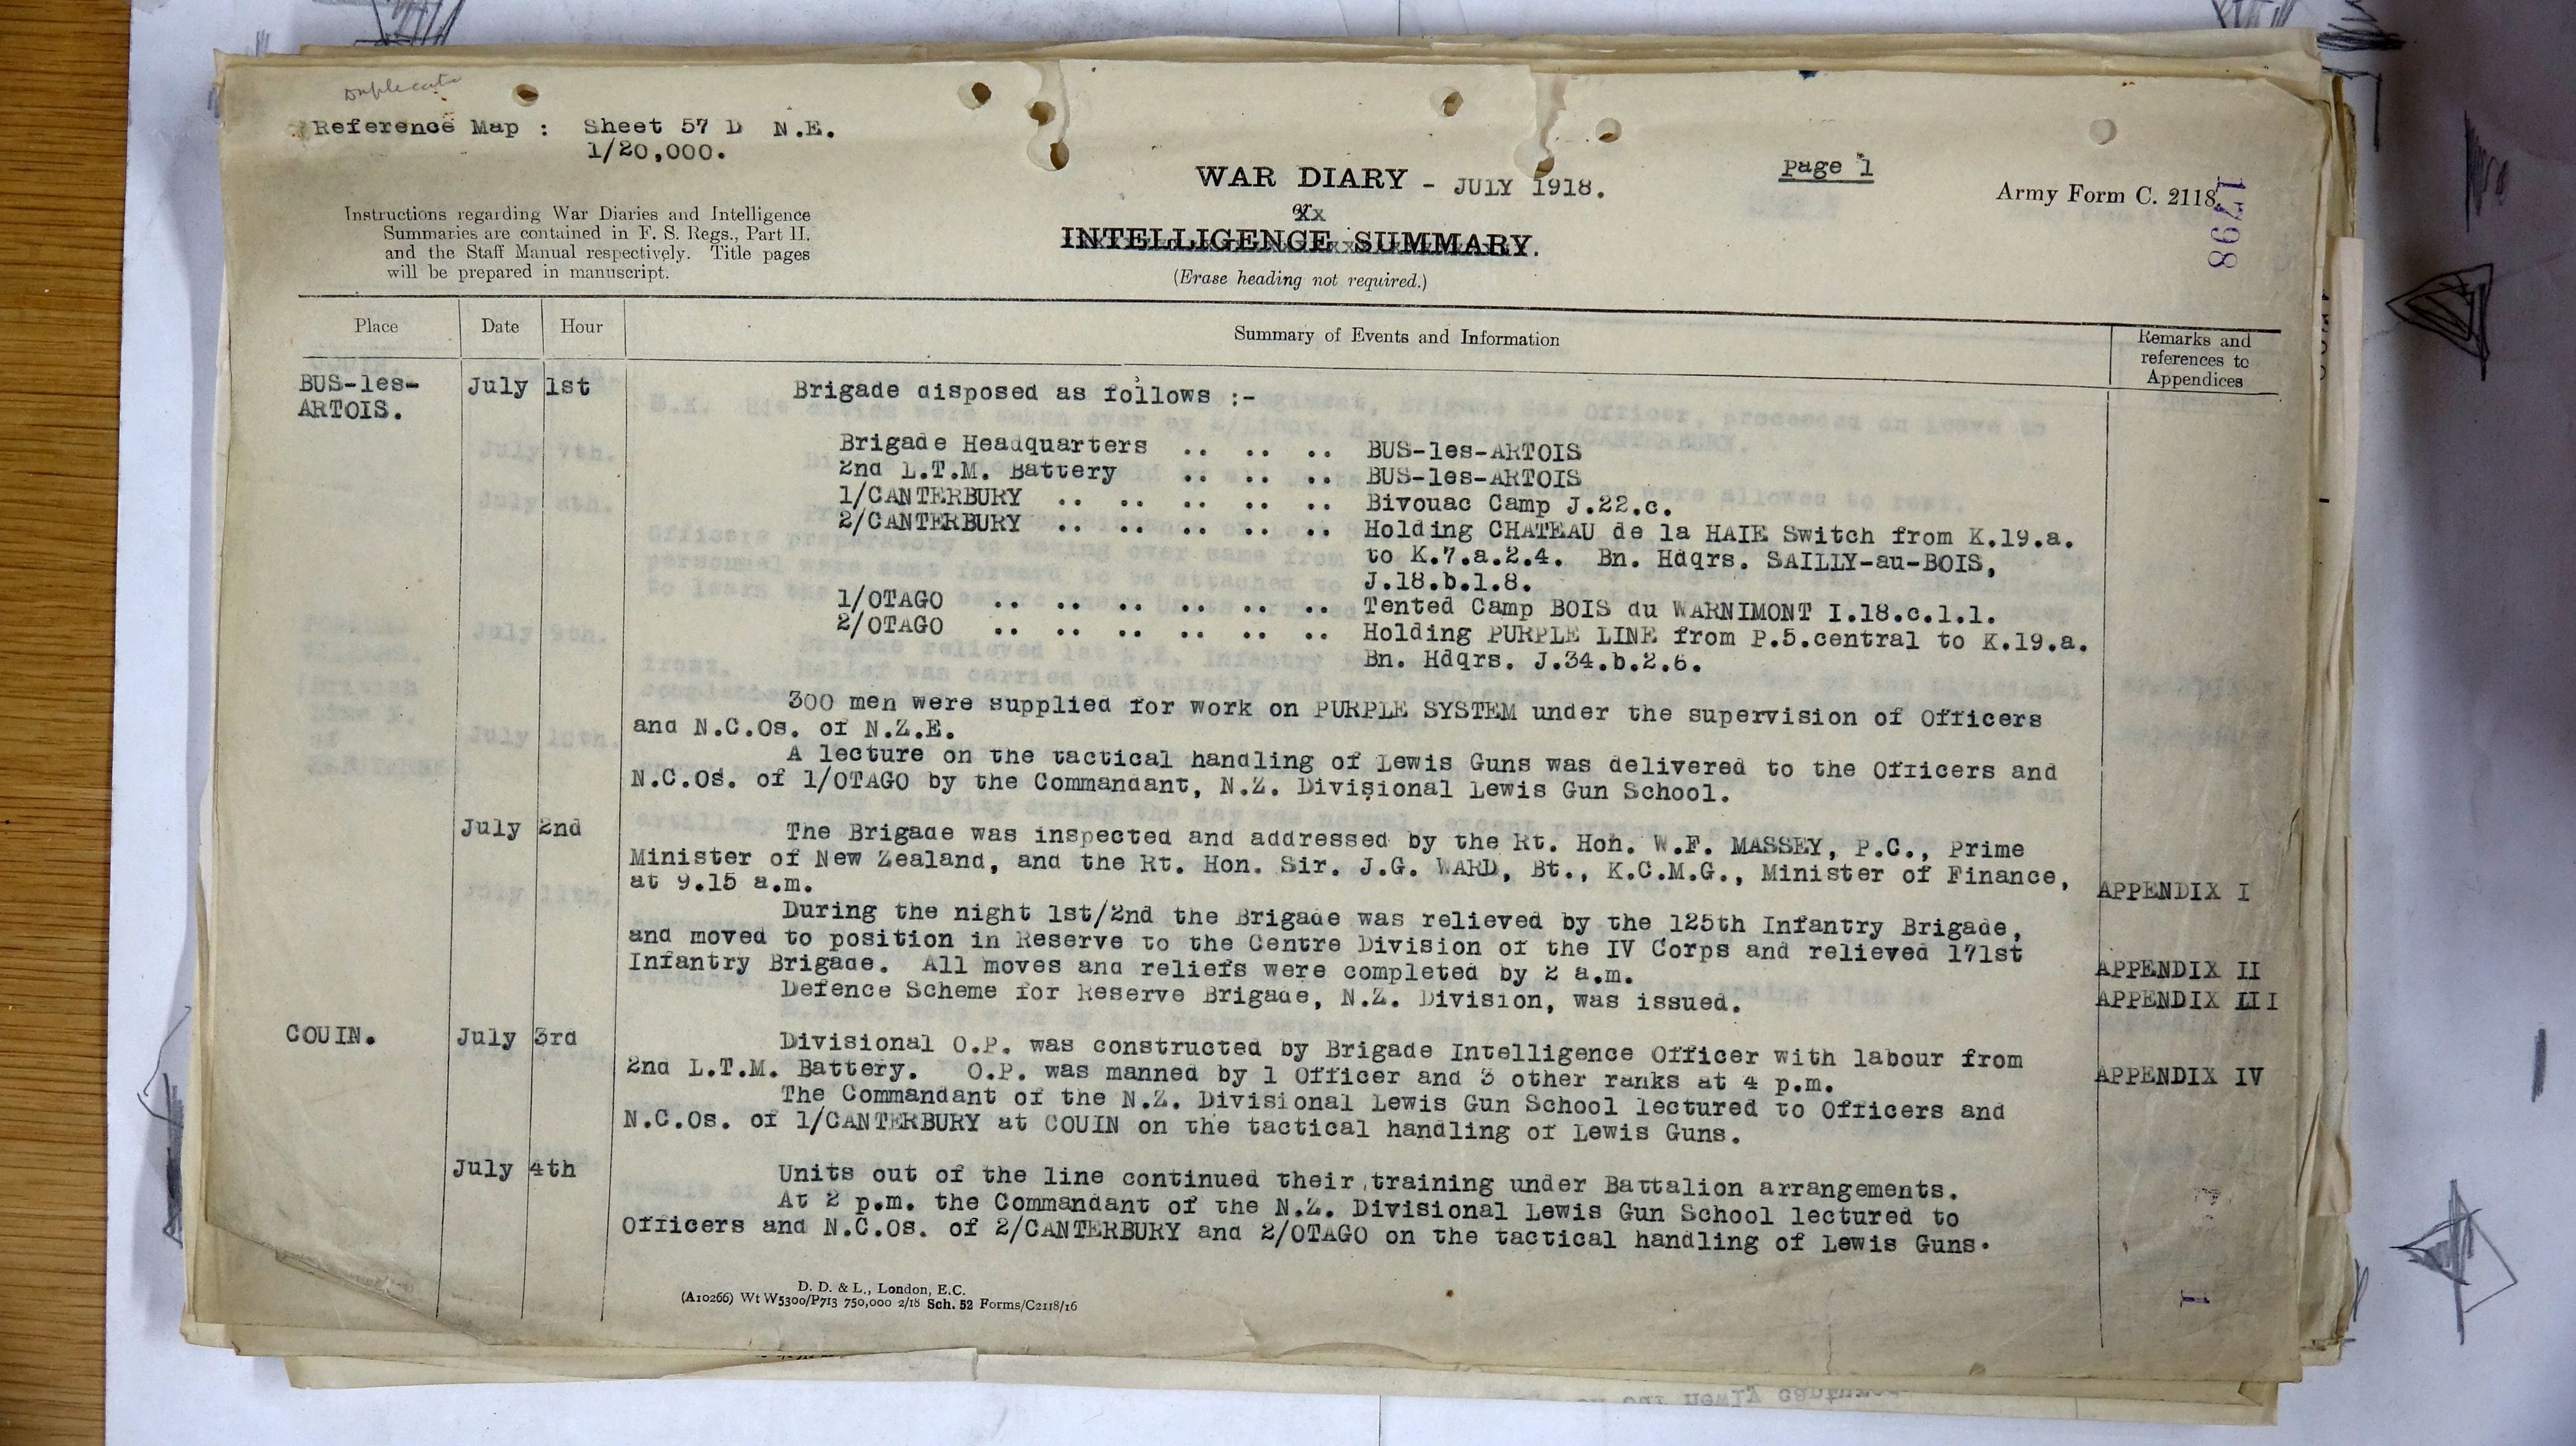 Duplicate
Reference Map : Sheet 57 D N.E.
1/20,000.
WAR DIARY - JULY 1918.
Page 1
Army Form C. 2118.
1798
or
Instructions regarding War Diaries and Intelligence
Summaries are contained in F. S. Regs., Part II.
and the Staff Manual respectively. Title pages
will be prepared in manuscript.
INTELLIGENCE SUMMARY.
(Erase heading not required.)
Place Date Hour Summary of Events and Information Remarks and
references to
Appendices
BUS-les-
ARTOIS.
July 1st
Brigade disposed as follows :-
Brigade Headquarters .. .. .. BUS-les-ARTOIS
2nd L.T.M. Battery .. .. .. BUS-les-ARTOIS
1/CANTERBURY .. .. .. .. .. Bivouac Camp J.22.c.
2/CANTERBURY .. .. .. .. .. Holding CHATEAU de la HAIE Switch from K.19.a.
to K.7.a.2.4. Bn. Hdqrs. SAILLY-au-BOIS,
J.18.b.1.8.
1/OTAGO .. .. .. .. .. .. Tented Camp BOIS du WARNIMONT I.18.c.1.1.
2/OTAGO .. .. .. .. .. .. Holding PURPLE LINE from P.5.central to K.19.a.
Bn. Hdqrs. J.34.b.2.6.
300 men were supplied for work on PURPLE SYSTEM under the supervision of Officers
and N.C.Os. of N.Z.E.
A lecture on the tactical handling of Lewis Guns was delivered to the Officers and
N.C.Os. of 1/OTAGO by the Commandant, N.Z. Divisional Lewis Gun School.
July 2nd
The Brigade was inspected and addressed by the Rt. Hon. W.F. MASSEY, P.C., Prime
Minister of New Zealand, and the Rt. Hon. Sir. J.G. WARD, Bt., K.C.M.G., Minister of Finance,
at 9.15 a.m.
APPENDIX I
During the night 1st/2nd the Brigade was relieved by the 125th Infantry Brigade,
and moved to position in Reserve to the Centre Division of the IV Corps and relieved 171st
Infantry Brigade. All moves and reliefs were completed by 2 a.m.
APPENDIX II
Defence Scheme for Reserve Brigade, N.Z. Division, was issued.
APPENDIX III
COUIN.
July 3rd
Divisional O.P. was constructed by Brigade Intelligence Officer with labour from
2nd L.T.M. Battery. O.P. was manned by 1 Officer and 3 other ranks at 4 p.m.
APPENDIX IV
The Commandant of the N.Z. Divisional Lewis Gun School lectured to Officers and
N.C.Os. of 1/CANTERBURY at COUIN on the tactical handling of Lewis Guns.
July 4th
Units out of the line continued their training under Battalion arrangements.
At 2 p.m. the Commandant of the N.Z. Divisional Lewis Gun School lectured to
Officers and N.C.Os. of 2/CANTERBURY and 2/OTAGO on the tactical handling of Lewis Guns.
D. D. & L., London, E.C.
(A10266) Wt W5300/P713 750,000 2/18 Sch. 52 Forms/C2118/16